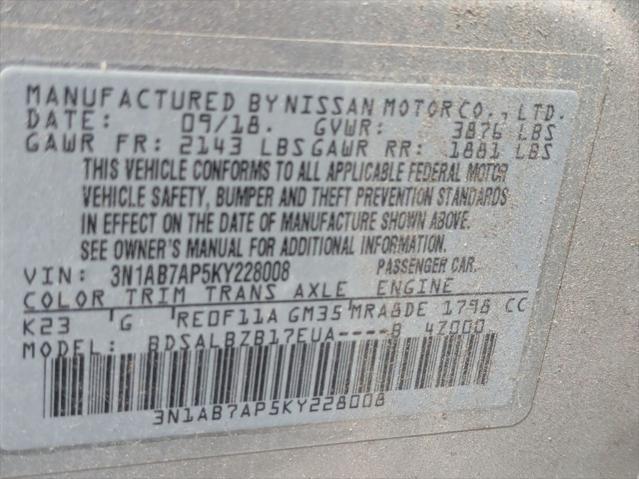 MANUFACTURED BY NISSAN MOTOR CO., LTD.
DATE: 09/18. GVWR: 3876 LBS
GAWR FR: 2143 LBS GAWR RR: 1881 LBS
THIS VEHICLE CONFORMS TO ALL APPLICABLE FEDERAL MOTOR
VEHICLE SAFETY, BUMPER AND THEFT PREVENTION STANDARDS
IN EFFECT ON THE DATE OF MANUFACTURE SHOWN ABOVE.
SEE OWNER'S MANUAL FOR ADDITIONAL INFORMATION.
VIN: 3N1AB7AP5KY228008 PASSENGER CAR.
COLOR TRIM TRANS AXLE ENGINE
K23 G RE0F11A GM35 MRA8DE 1798 CC
MODEL: BDSALBZB17EUA----B 47000
3N1AB7AP5KY228008